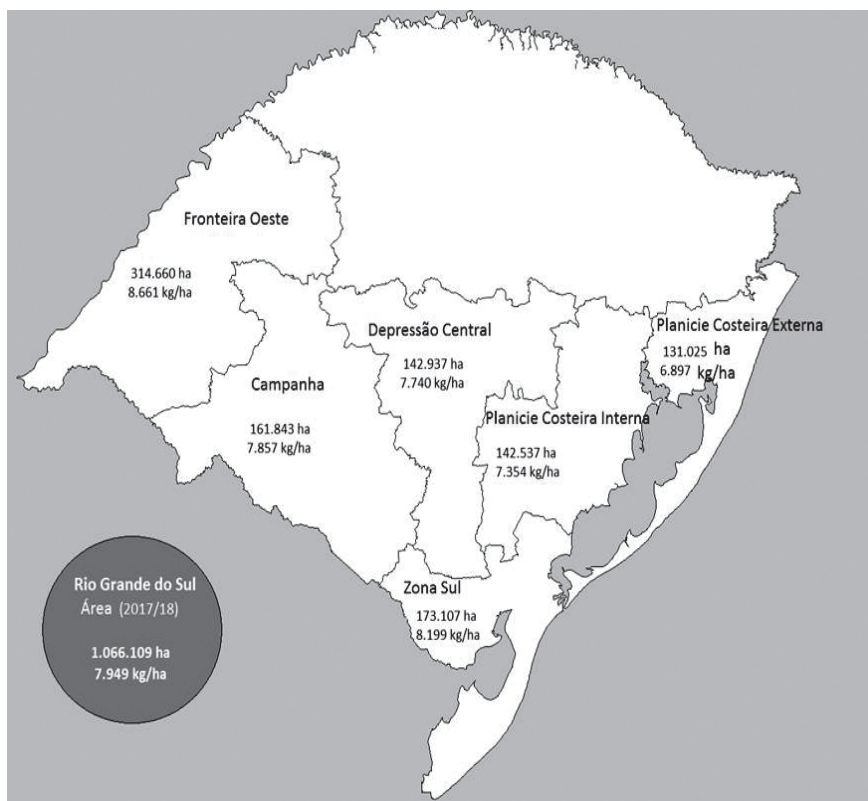 Fronteira Oeste
314.660 ha
8.661 kg/ha
Depressão Central
142.937 ha
7.740 kg/ha
Planicie Costeira Externa
131.025 ha
6.897 kg/ha
Campanha
161.843 ha
7.857 kg/ha
Planicie Costeira Interna
142.537 ha
7.354 kg/ha
Zona Sul
173.107 ha
8.199 kg/ha
Rio Grande do Sul
Área (2017/18)
1.066.109 ha
7.949 kg/ha